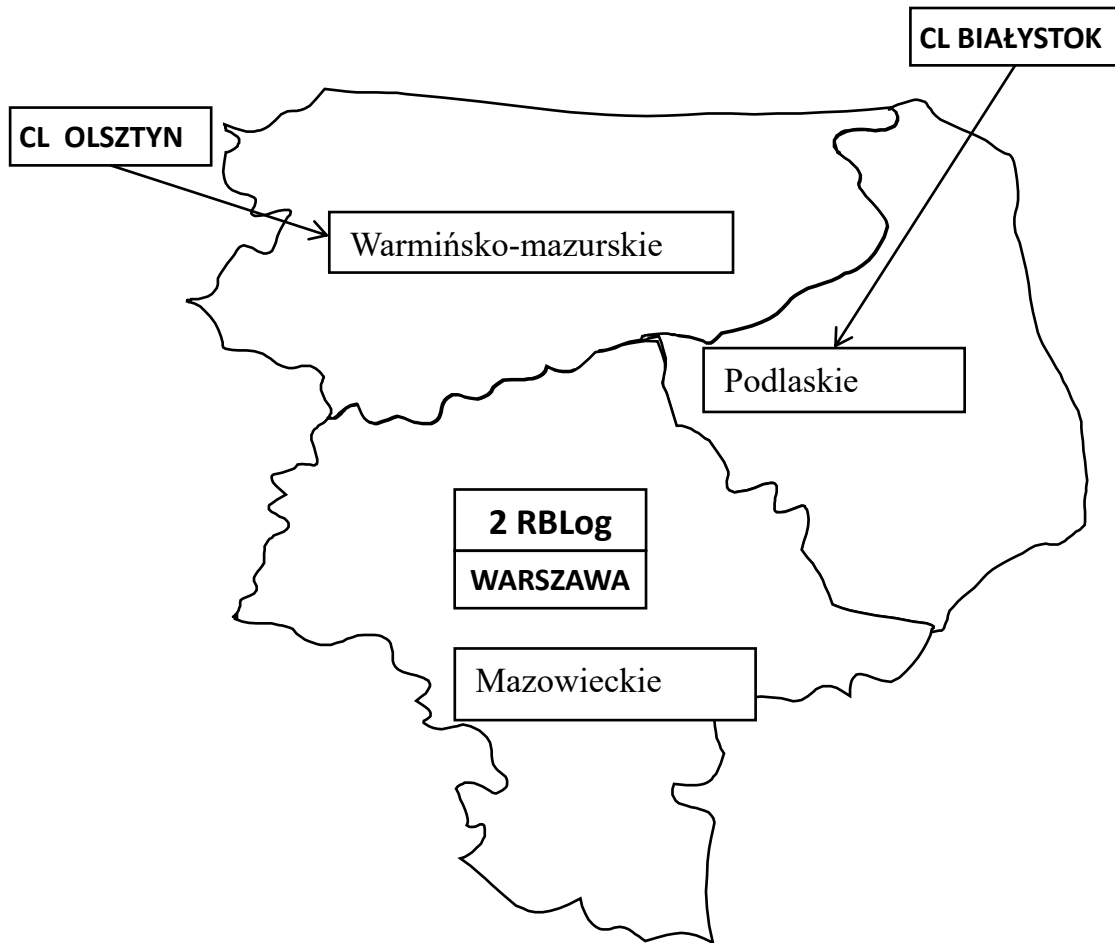 CL BIAŁYSTOK
CL OLSZTYN
Warmińsko-mazurskie
Podlaskie
2 RBLog
WARSZAWA
Mazowieckie